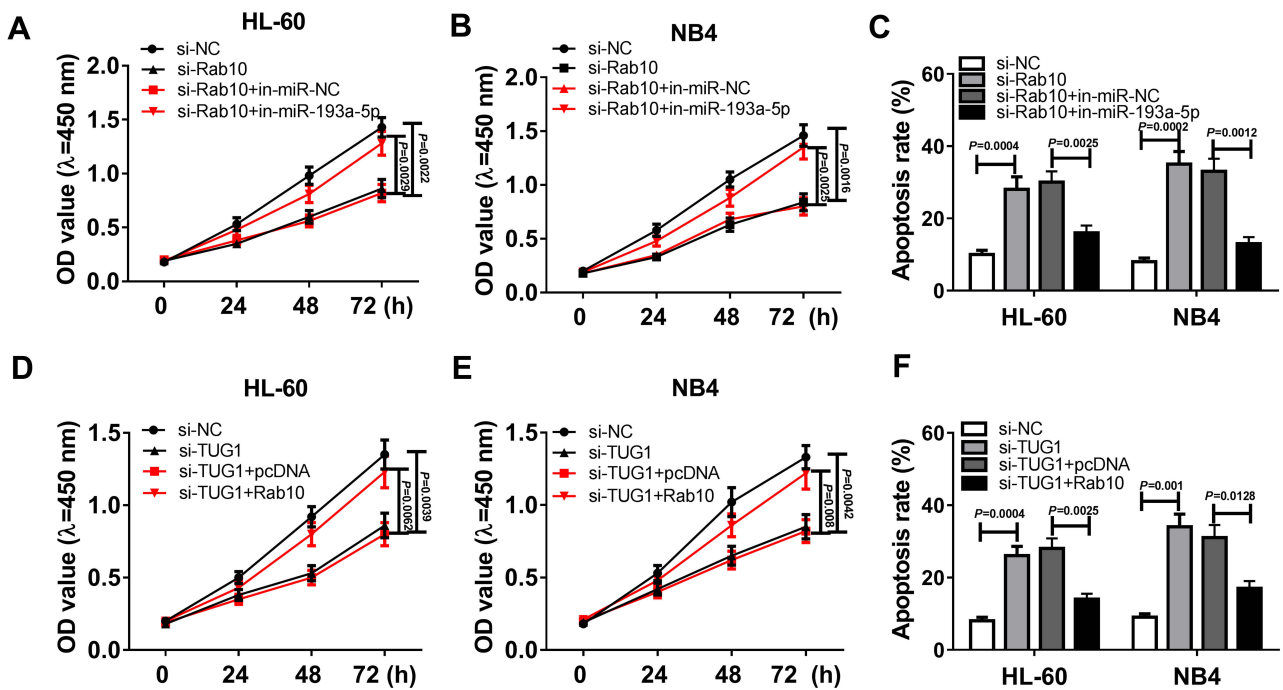 A
HL-60
si-NC
si-Rab10
si-Rab10+in-miR-NC
si-Rab10+in-miR-193a-5p
OD value (λ=450 nm)
2.0
1.5
1.0
0.5
0.0
0 24 48 72 (h)
P=0.0029
P=0.0022
B
NB4
si-NC
si-Rab10
si-Rab10+in-miR-NC
si-Rab10+in-miR-193a-5p
OD value (λ=450 nm)
2.0
1.5
1.0
0.5
0.0
0 24 48 72 (h)
P=0.0025
P=0.0016
C
si-NC
si-Rab10
si-Rab10+in-miR-NC
si-Rab10+in-miR-193a-5p
Apoptosis rate (%)
60
40
20
0
P=0.0004
P=0.0025
P=0.0002
P=0.0012
HL-60 NB4
D
HL-60
si-NC
si-TUG1
si-TUG1+pcDNA
si-TUG1+Rab10
OD value (λ=450 nm)
1.5
1.0
0.5
0.0
0 24 48 72 (h)
P=0.0062
P=0.0039
E
NB4
si-NC
si-TUG1
si-TUG1+pcDNA
si-TUG1+Rab10
OD value (λ=450 nm)
1.5
1.0
0.5
0.0
0 24 48 72 (h)
P=0.008
P=0.0042
F
si-NC
si-TUG1
si-TUG1+pcDNA
si-TUG1+Rab10
Apoptosis rate (%)
60
40
20
0
P=0.0004
P=0.0025
P=0.001
P=0.0128
HL-60 NB4